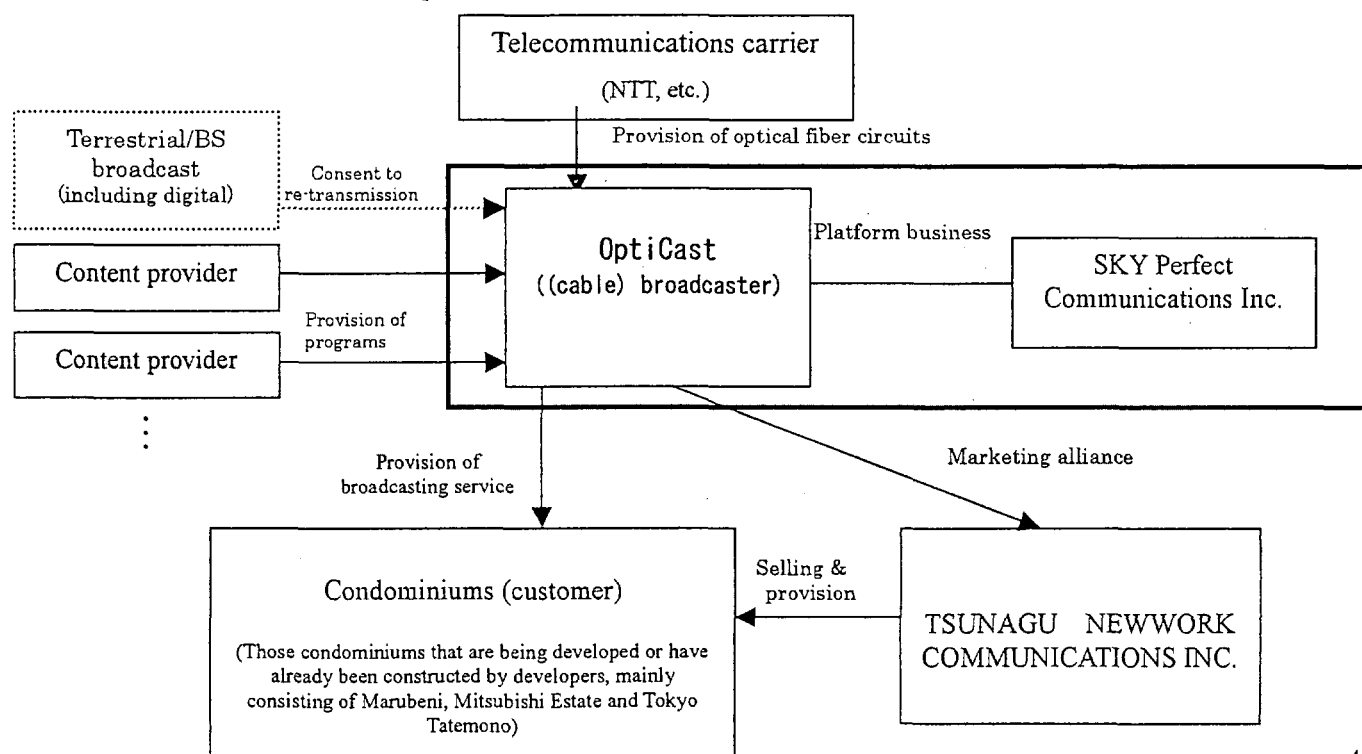 Telecommunications carrier
(NTT, etc.)
Provision of optical fiber circuits
Terrestrial/BS
broadcast
(including digital)
Consent to
re-transmission
Content provider
Content provider
Provision of
programs
OptiCast
((cable) broadcaster)
Platform business
SKY Perfect
Communications Inc.
Provision of
broadcasting service
Marketing alliance
Condominiums (customer)
(Those condominiums that are being developed or have
already been constructed by developers, mainly
consisting of Marubeni, Mitsubishi Estate and Tokyo
Tatemono)
Selling &
provision
TSUNAGU NEWWORK
COMMUNICATIONS INC.